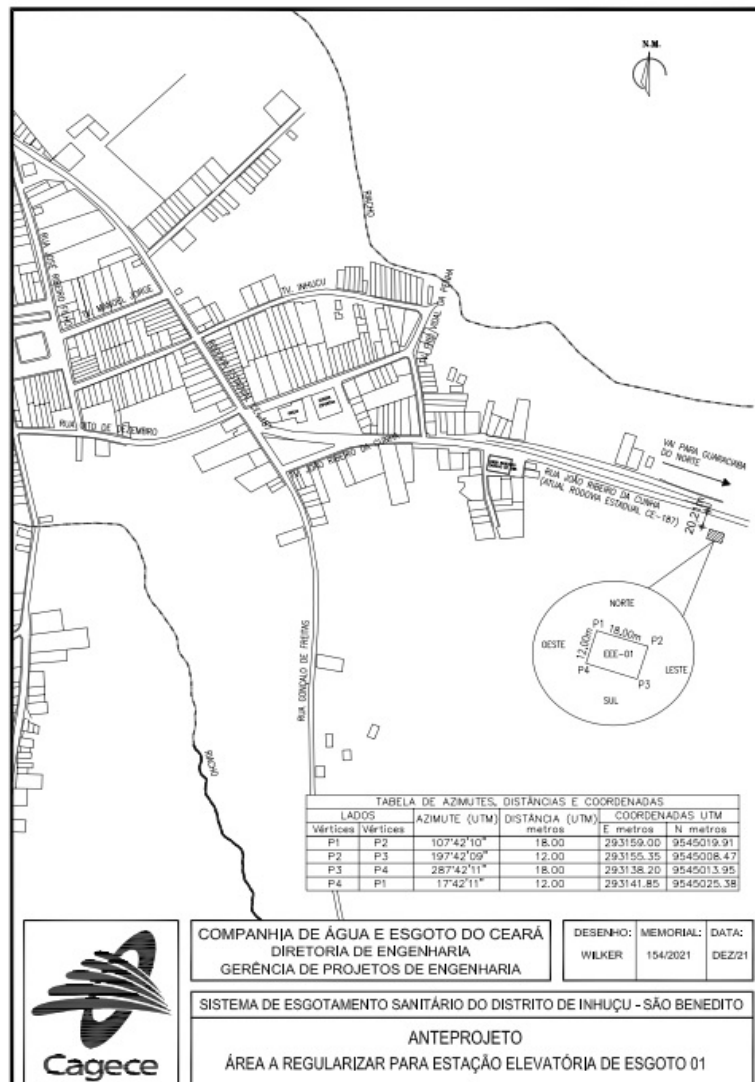 N.M.
RIACHO
RUA JOSÉ RIBEIRO FILHO
TV. MANOEL JORGE
TV. INHUÇU
RUA OITO DE DEZEMBRO
TV. JOÃO RIBEIRO DA CUNHA
RUA JOÃO RIBEIRO DA CUNHA
(ATUAL RODOVIA ESTADUAL CE-187)
VAI PARA GUARACIABA
DO NORTE
20.21m
RUA GONÇALO DE FREITAS
RIACHO
NORTE
P1 18,00m P2
OESTE 12,00m EEE-01 LESTE
P4 P3
SUL
TABELA DE AZIMUTES, DISTÂNCIAS E COORDENADAS
LADOS AZIMUTE (UTM) DISTÂNCIA (UTM) COORDENADAS UTM
Vértices Vértices metros E metros N metros
P1 P2 107°42'10" 18.00 293159.00 9545019.91
P2 P3 197°42'09" 12.00 293155.35 9545008.47
P3 P4 287°42'11" 18.00 293138.20 9545013.95
P4 P1 17°42'11" 12.00 293141.85 9545025.38
Cagece
COMPANHIA DE ÁGUA E ESGOTO DO CEARÁ
DIRETORIA DE ENGENHARIA
GERÊNCIA DE PROJETOS DE ENGENHARIA
DESENHO: MEMORIAL: DATA:
WILKER 154/2021 DEZ/21
SISTEMA DE ESGOTAMENTO SANITÁRIO DO DISTRITO DE INHUÇU - SÃO BENEDITO
ANTEPROJETO
ÁREA A REGULARIZAR PARA ESTAÇÃO ELEVATÓRIA DE ESGOTO 01